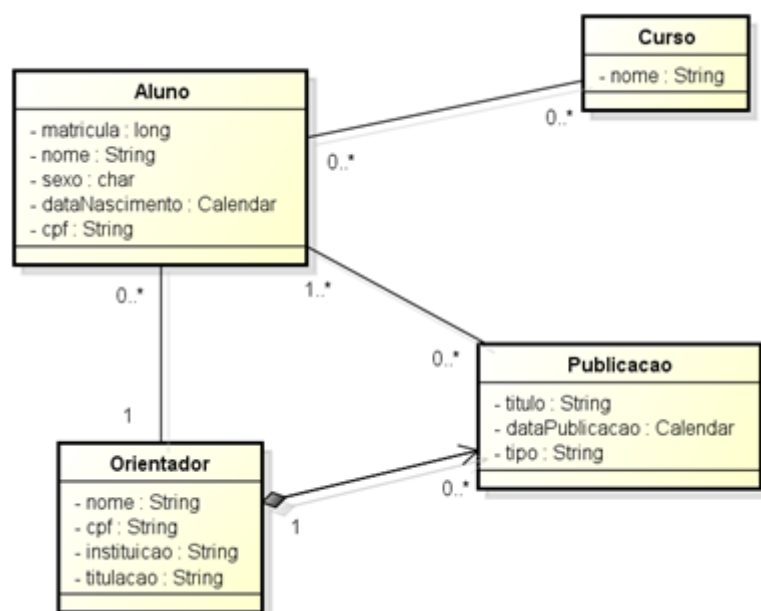 Curso
- nome : String
0..*
Aluno
- matricula : long
- nome : String
- sexo : char
- dataNascimento : Calendar
- cpf : String
0..*
0..*
1..*
0..*
Publicacao
- titulo : String
- dataPublicacao : Calendar
- tipo : String
0..*
1
Orientador
- nome : String
- cpf : String
- instituicao : String
- titulacao : String
1